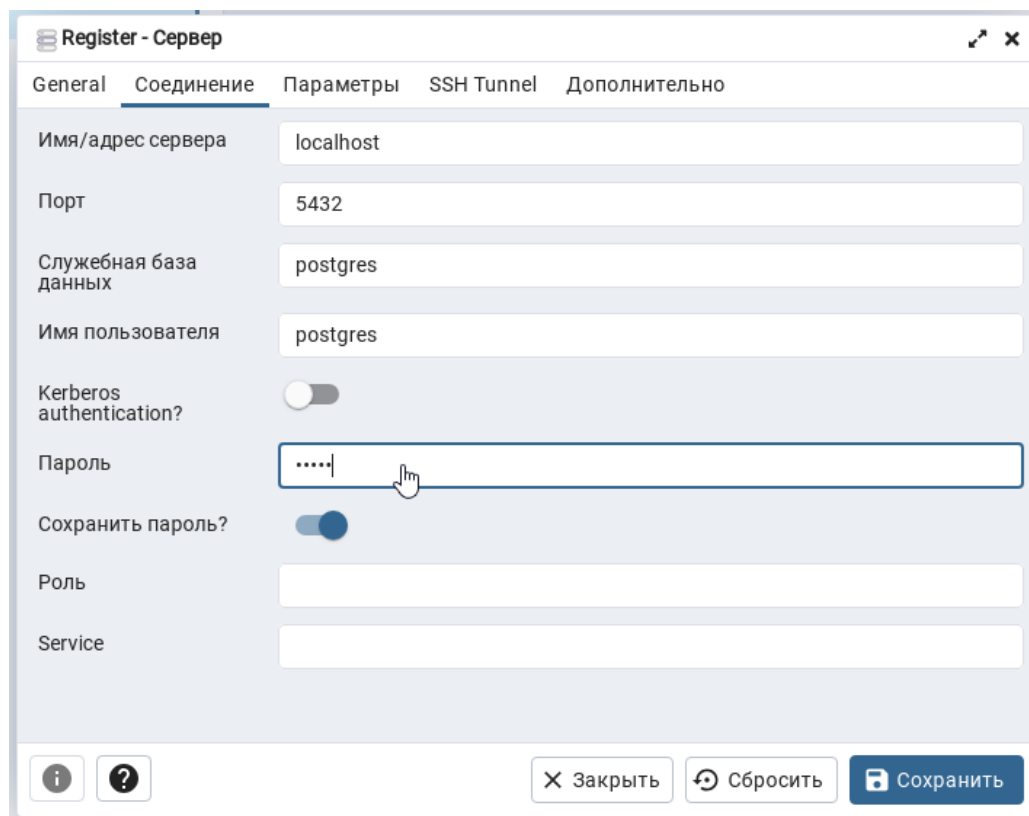 Register - Сервер
General Соединение Параметры SSH Tunnel Дополнительно
Имя/адрес сервера
localhost
Порт
5432
Служебная база
данных
postgres
Имя пользователя
postgres
Kerberos
authentication?
Пароль
•••••
Сохранить пароль?
Роль
Service
Закрыть Сбросить Сохранить